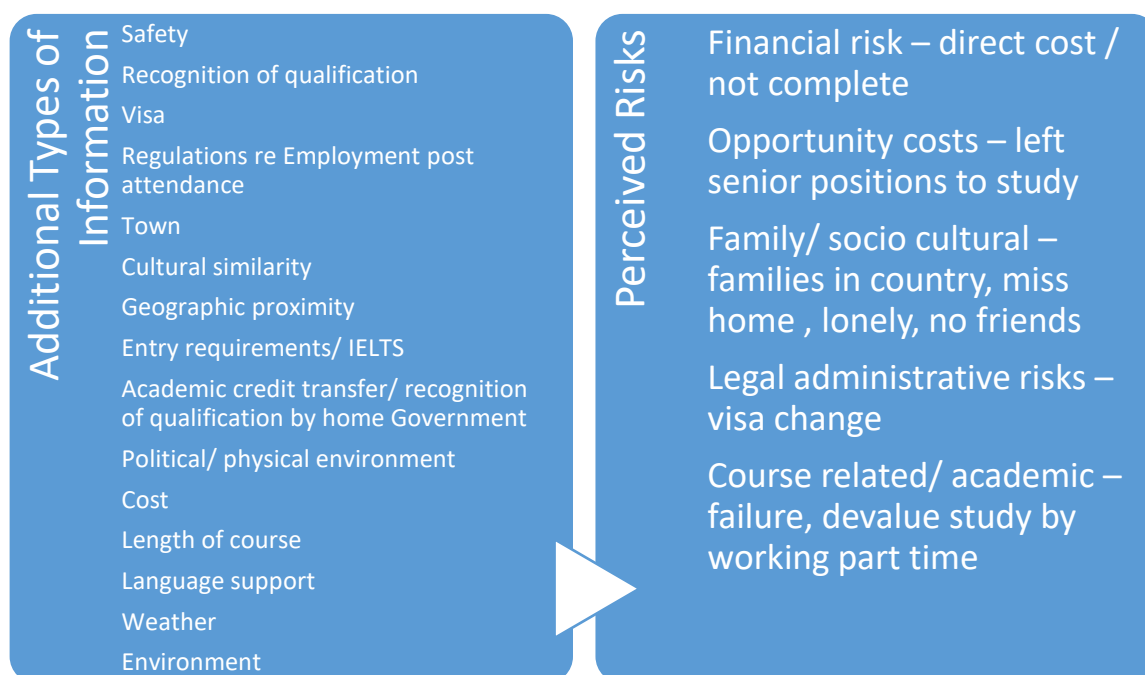 Additional Types of
Information
Safety
Recognition of qualification
Visa
Regulations re Employment post
attendance
Town
Cultural similarity
Geographic proximity
Entry requirements/ IELTS
Academic credit transfer/ recognition
of qualification by home Government
Political/ physical environment
Cost
Length of course
Language support
Weather
Environment
Perceived Risks
Financial risk – direct cost /
not complete
Opportunity costs – left
senior positions to study
Family/ socio cultural –
families in country, miss
home , lonely, no friends
Legal administrative risks –
visa change
Course related/ academic –
failure, devalue study by
working part time